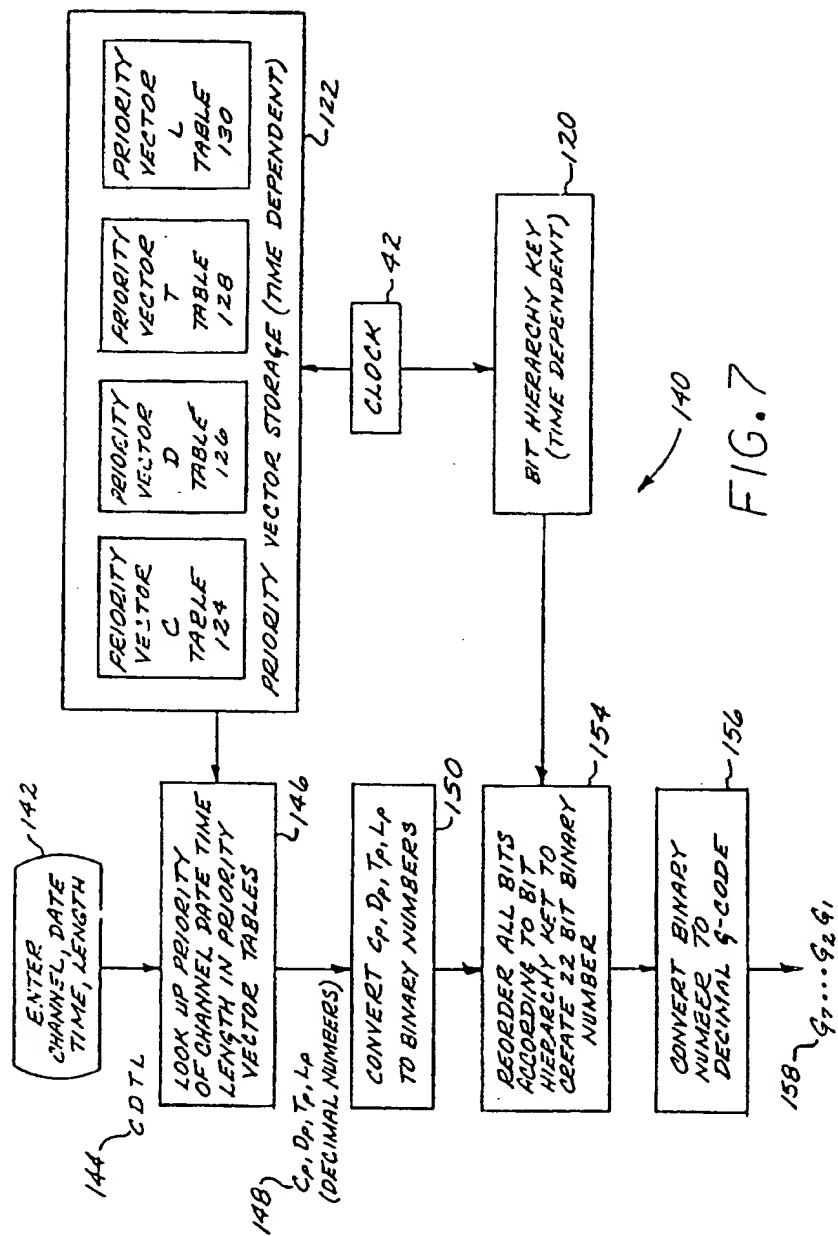 ENTER
CHANNEL, DATE
TIME, LENGTH
142
144
CDTL
LOOK UP PRIORITY
OF CHANNEL DATE TIME
LENGTH IN PRIORITY
VECTOR TABLES
146
148
Cp, Dp, Tp, Lp
(DECIMAL NUMBERS)
CONVERT Cp, Dp, Tp, Lp
TO BINARY NUMBERS
150
REORDER ALL BITS
ACCORDING TO BIT
HIERARCHY KET TO
CREATE 22 BIT BINARY
NUMBER
154
CONVERT BINARY
NUMBER TO
DECIMAL G-CODE
156
158
G7....G2 G1
PRIORITY
VECTOR
C
TABLE
124
PRIORITY
VECTOR
D
TABLE
126
PRIORITY
VECTOR
T
TABLE
128
PRIORITY
VECTOR
L
TABLE
130
PRIORITY VECTOR STORAGE (TIME DEPENDENT)
122
CLOCK
42
BIT HIERARCHY KEY
(TIME DEPENDENT)
120
140
FIG.7